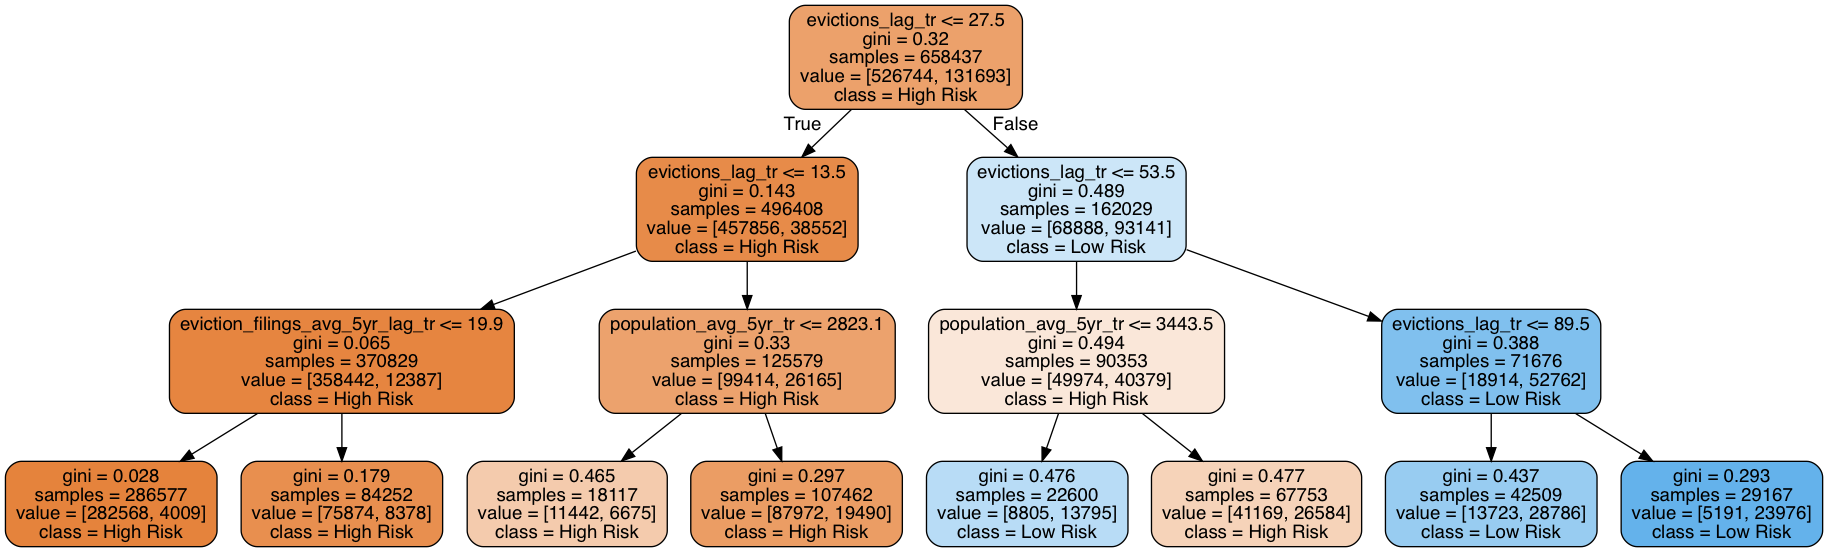 evictions_lag_tr <= 27.5
gini = 0.32
samples = 658437
value = [526744, 131693]
class = High Risk
True
False
evictions_lag_tr <= 13.5
gini = 0.143
samples = 496408
value = [457856, 38552]
class = High Risk
evictions_lag_tr <= 53.5
gini = 0.489
samples = 162029
value = [68888, 93141]
class = Low Risk
eviction_filings_avg_5yr_lag_tr <= 19.9
gini = 0.065
samples = 370829
value = [358442, 12387]
class = High Risk
population_avg_5yr_tr <= 2823.1
gini = 0.33
samples = 125579
value = [99414, 26165]
class = High Risk
population_avg_5yr_tr <= 3443.5
gini = 0.494
samples = 90353
value = [49974, 40379]
class = High Risk
evictions_lag_tr <= 89.5
gini = 0.388
samples = 71676
value = [18914, 52762]
class = Low Risk
gini = 0.028
samples = 286577
value = [282568, 4009]
class = High Risk
gini = 0.179
samples = 84252
value = [75874, 8378]
class = High Risk
gini = 0.465
samples = 18117
value = [11442, 6675]
class = High Risk
gini = 0.297
samples = 107462
value = [87972, 19490]
class = High Risk
gini = 0.476
samples = 22600
value = [8805, 13795]
class = Low Risk
gini = 0.477
samples = 67753
value = [41169, 26584]
class = High Risk
gini = 0.437
samples = 42509
value = [13723, 28786]
class = Low Risk
gini = 0.293
samples = 29167
value = [5191, 23976]
class = Low Risk